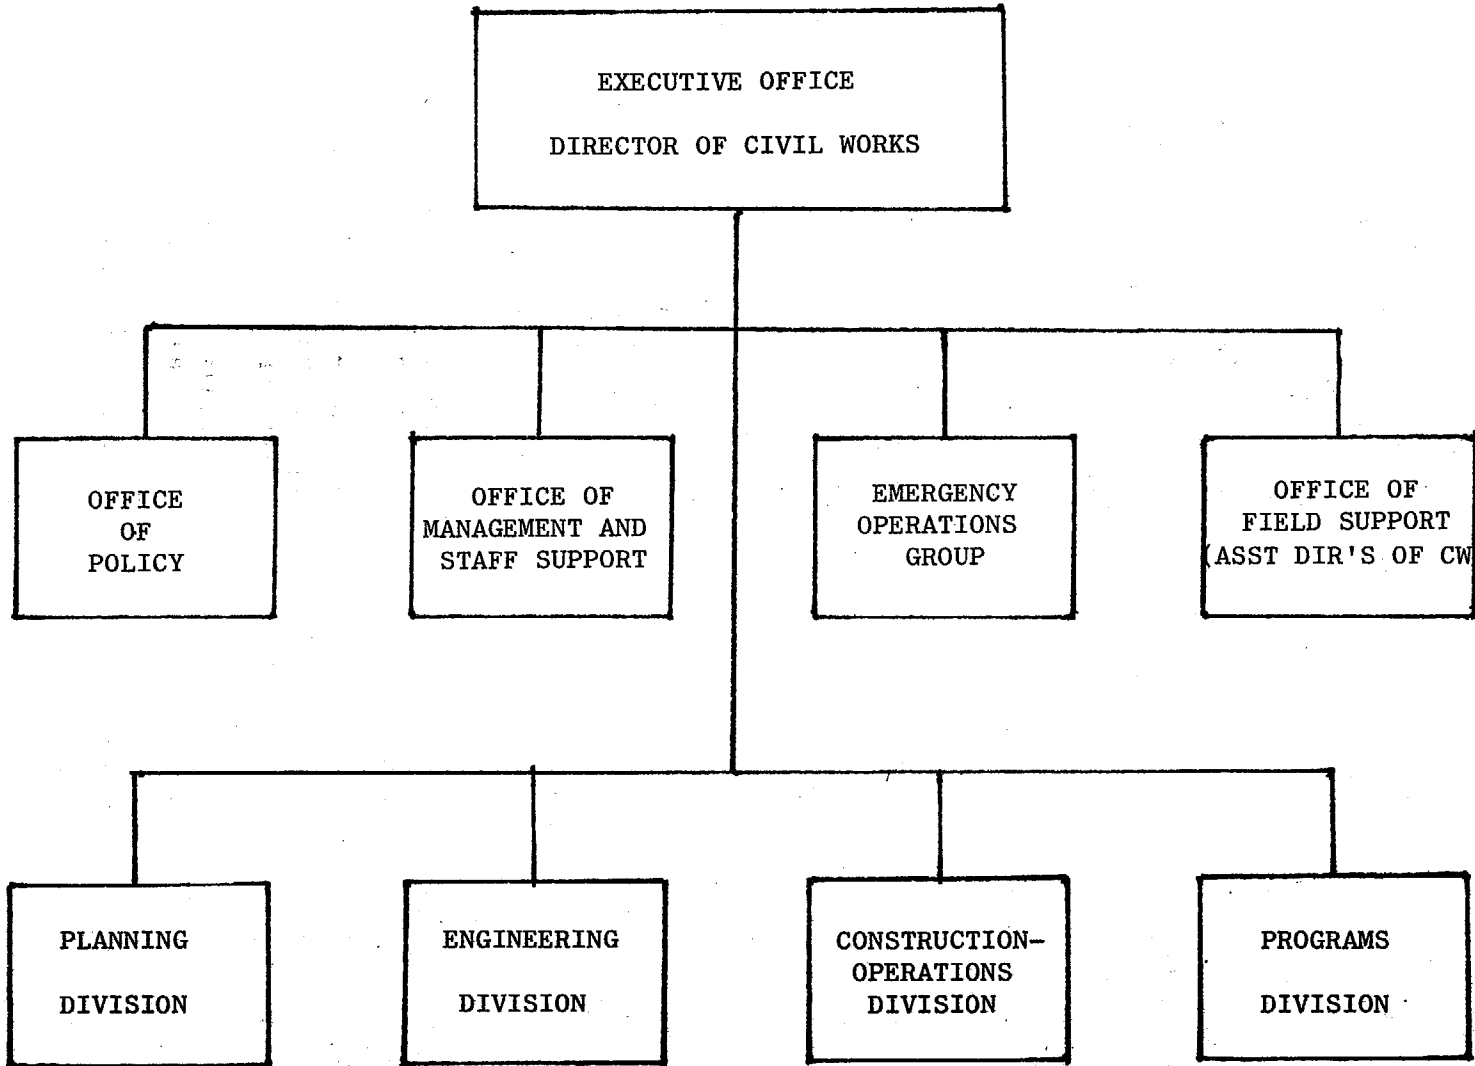 EXECUTIVE OFFICE
DIRECTOR OF CIVIL WORKS
OFFICE
OF
POLICY
OFFICE OF
MANAGEMENT AND
STAFF SUPPORT
EMERGENCY
OPERATIONS
GROUP
OFFICE OF
FIELD SUPPORT
(ASST DIR'S OF CW
PLANNING
DIVISION
ENGINEERING
DIVISION
CONSTRUCTION-
OPERATIONS
DIVISION
PROGRAMS
DIVISION